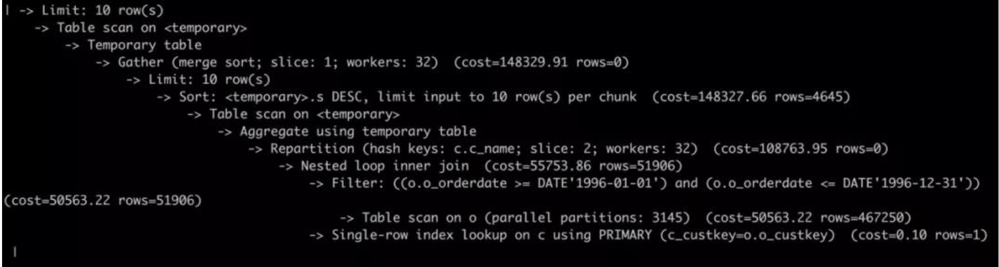 | -> Limit: 10 row(s)
-> Table scan on <temporary>
-> Temporary table
-> Gather (merge sort; slice: 1; workers: 32) (cost=148329.91 rows=0)
-> Limit: 10 row(s)
-> Sort: <temporary>.s DESC, limit input to 10 row(s) per chunk (cost=148327.66 rows=4645)
-> Table scan on <temporary>
-> Aggregate using temporary table
-> Repartition (hash keys: c.c_name; slice: 2; workers: 32) (cost=108763.95 rows=0)
-> Nested loop inner join (cost=55753.86 rows=51906)
-> Filter: ((o.o_orderdate >= DATE'1996-01-01') and (o.o_orderdate <= DATE'1996-12-31'))
(cost=50563.22 rows=51906)
-> Table scan on o (parallel partitions: 3145) (cost=50563.22 rows=467250)
-> Single-row index lookup on c using PRIMARY (c_custkey=o.o_custkey) (cost=0.10 rows=1)
|